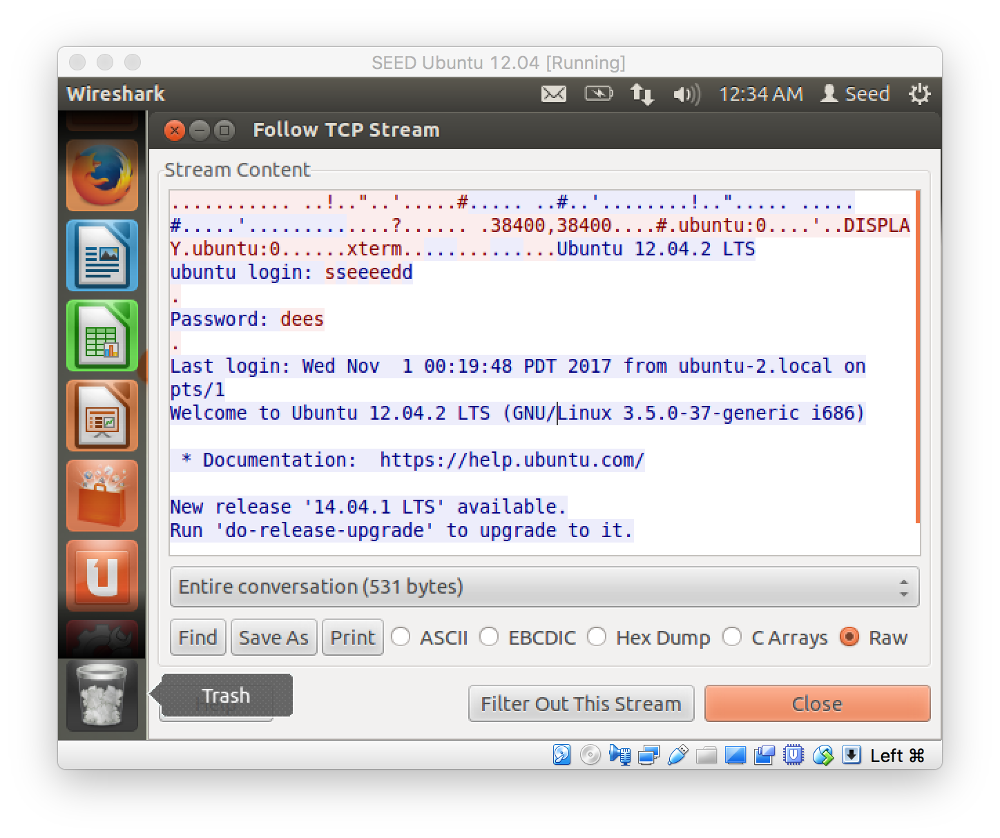 SEED Ubuntu 12.04 [Running]
Wireshark 12:34 AM Seed
Follow TCP Stream
Stream Content
........... ..!.."..'.....#..... ..#..'........!.."..... .....
#.....'.............?...... .38400,38400....#.ubuntu:0....'..DISPLA
Y.ubuntu:0......xterm..............Ubuntu 12.04.2 LTS
ubuntu login: sseeeedd
.
Password: dees
.
Last login: Wed Nov  1 00:19:48 PDT 2017 from ubuntu-2.local on
pts/1
Welcome to Ubuntu 12.04.2 LTS (GNU/Linux 3.5.0-37-generic i686)
 * Documentation:  https://help.ubuntu.com/
New release '14.04.1 LTS' available.
Run 'do-release-upgrade' to upgrade to it.
Entire conversation (531 bytes)
Find Save As Print ASCII EBCDIC Hex Dump C Arrays Raw
Trash Filter Out This Stream Close
Left ⌘